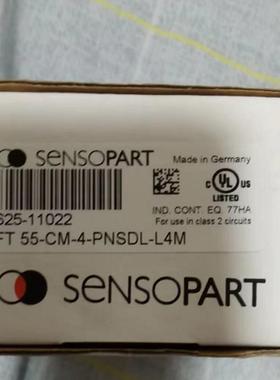 SENSOPART
Made in Germany
c UL US
LISTED
625-11022
IND. CONT. EQ. 77HA
For use in class 2 circuits
FT 55-CM-4-PNSDL-L4M
SENSOPART